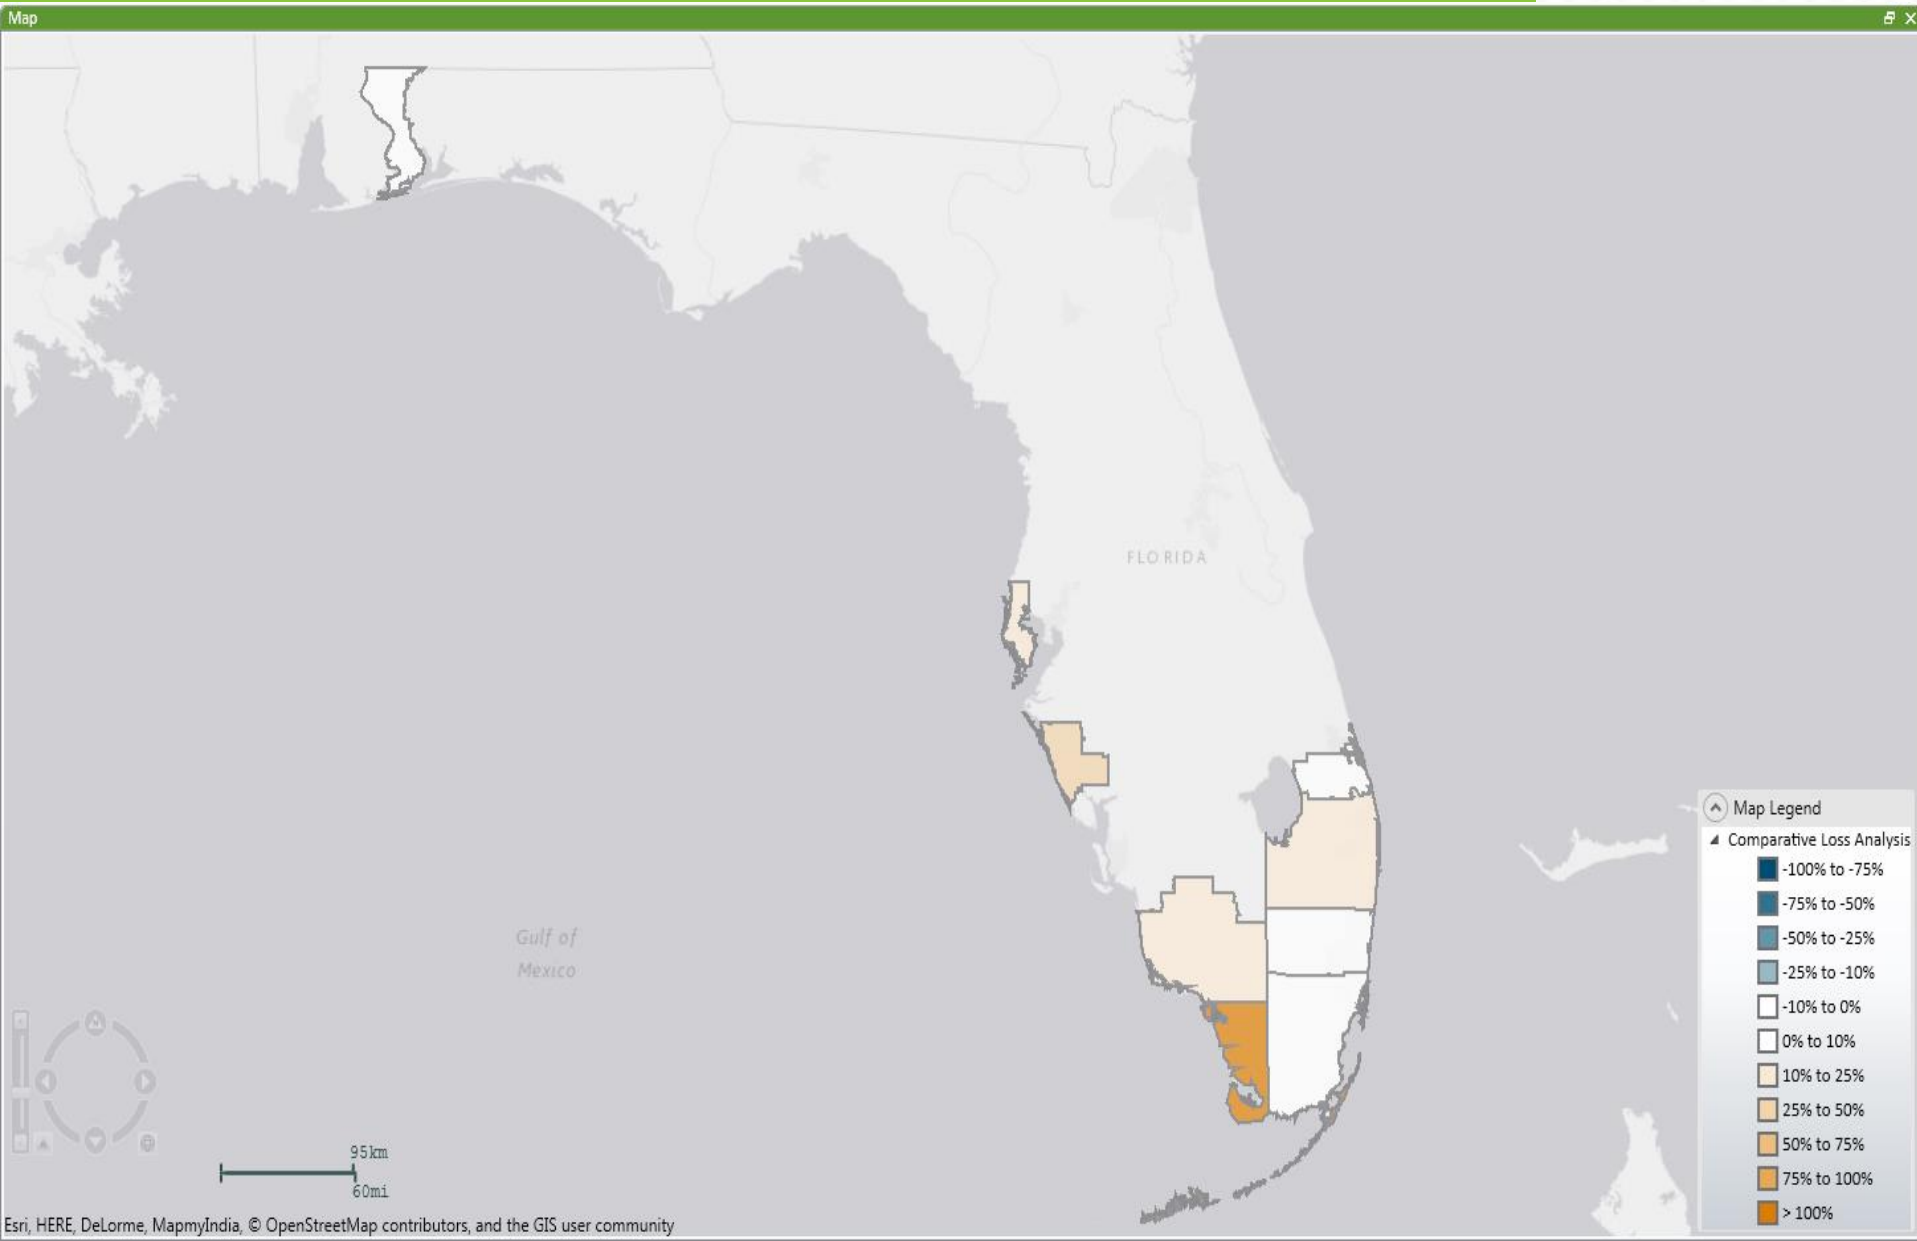 Map
FLORIDA
Gulf of
Mexico
Map Legend
Comparative Loss Analysis
-100% to -75%
-75% to -50%
-50% to -25%
-25% to -10%
-10% to 0%
0% to 10%
10% to 25%
25% to 50%
50% to 75%
75% to 100%
> 100%
95km
60mi
Esri, HERE, DeLorme, MapmyIndia, © OpenStreetMap contributors, and the GIS user community